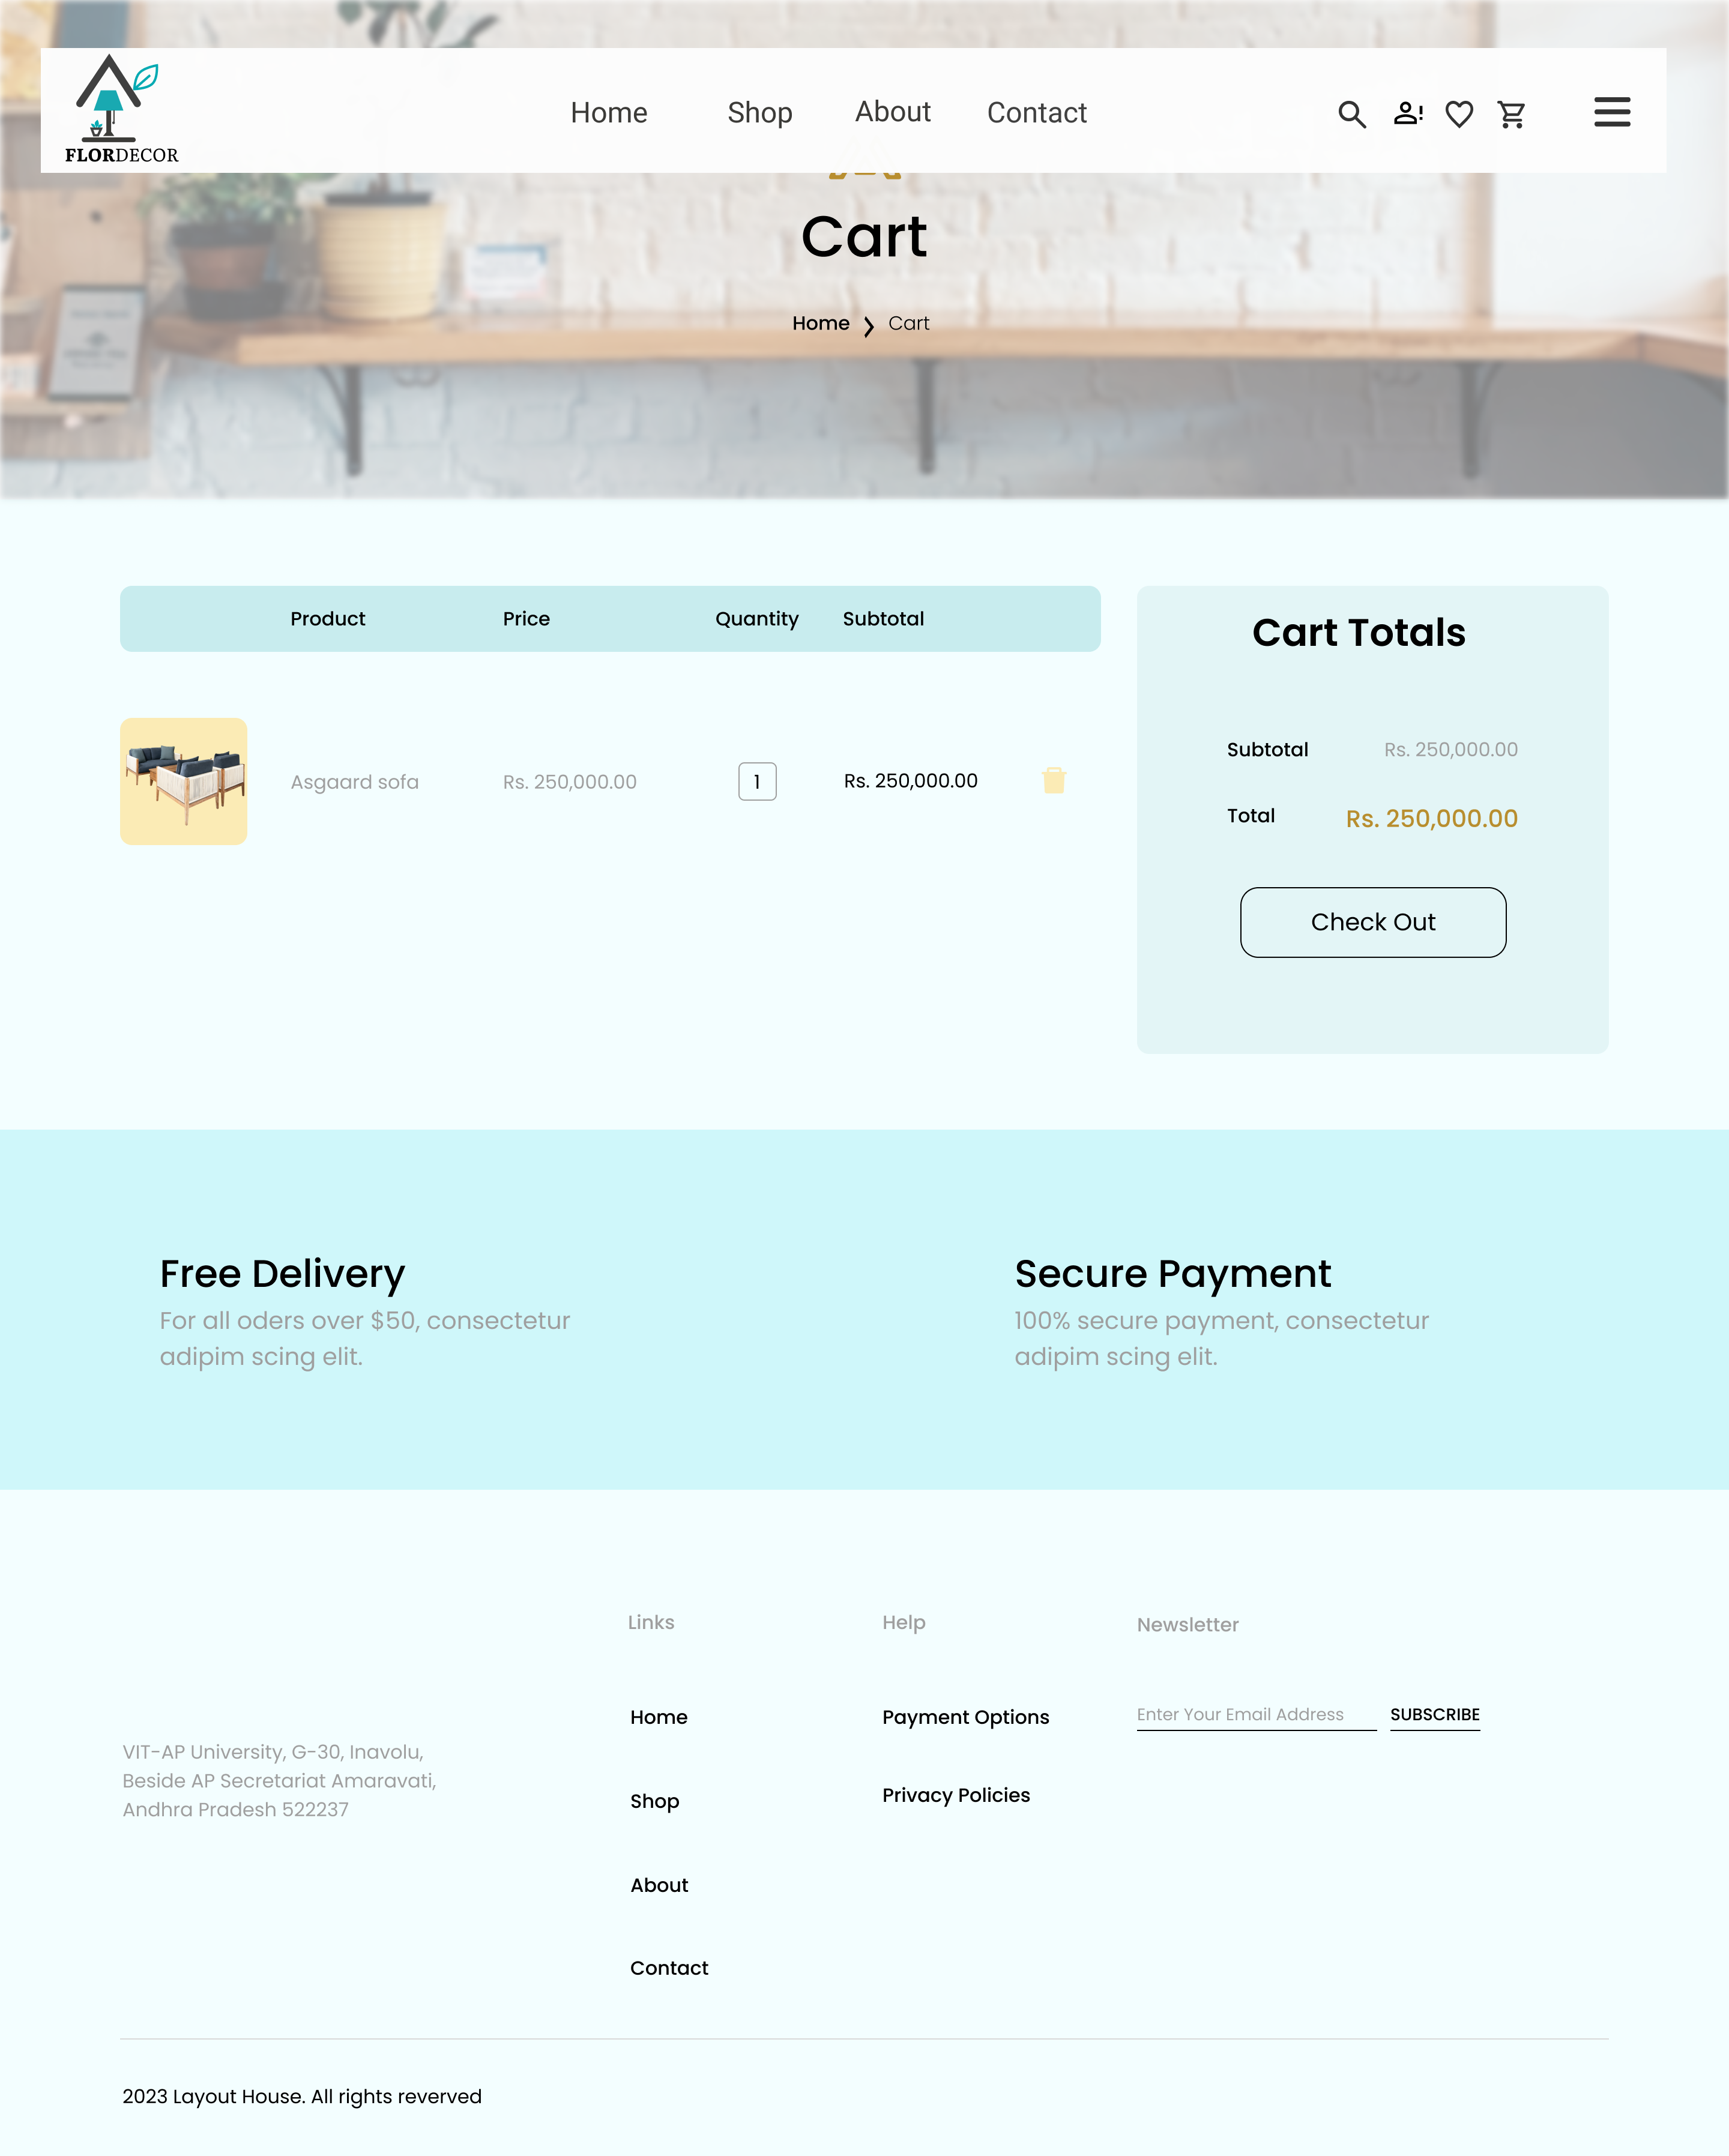 FLORDECOR
Home Shop About Contact
Cart
Home Cart
Product Price Quantity Subtotal
Asgaard sofa Rs. 250,000.00 1 Rs. 250,000.00
Cart Totals
Subtotal Rs. 250,000.00
Total Rs. 250,000.00
Check Out
Free Delivery
For all oders over $50, consectetur
adipim scing elit.
Secure Payment
100% secure payment, consectetur
adipim scing elit.
VIT-AP University, G-30, Inavolu,
Beside AP Secretariat Amaravati,
Andhra Pradesh 522237
Links
Home
Shop
About
Contact
Help
Payment Options
Privacy Policies
Newsletter
Enter Your Email Address SUBSCRIBE
2023 Layout House. All rights reverved